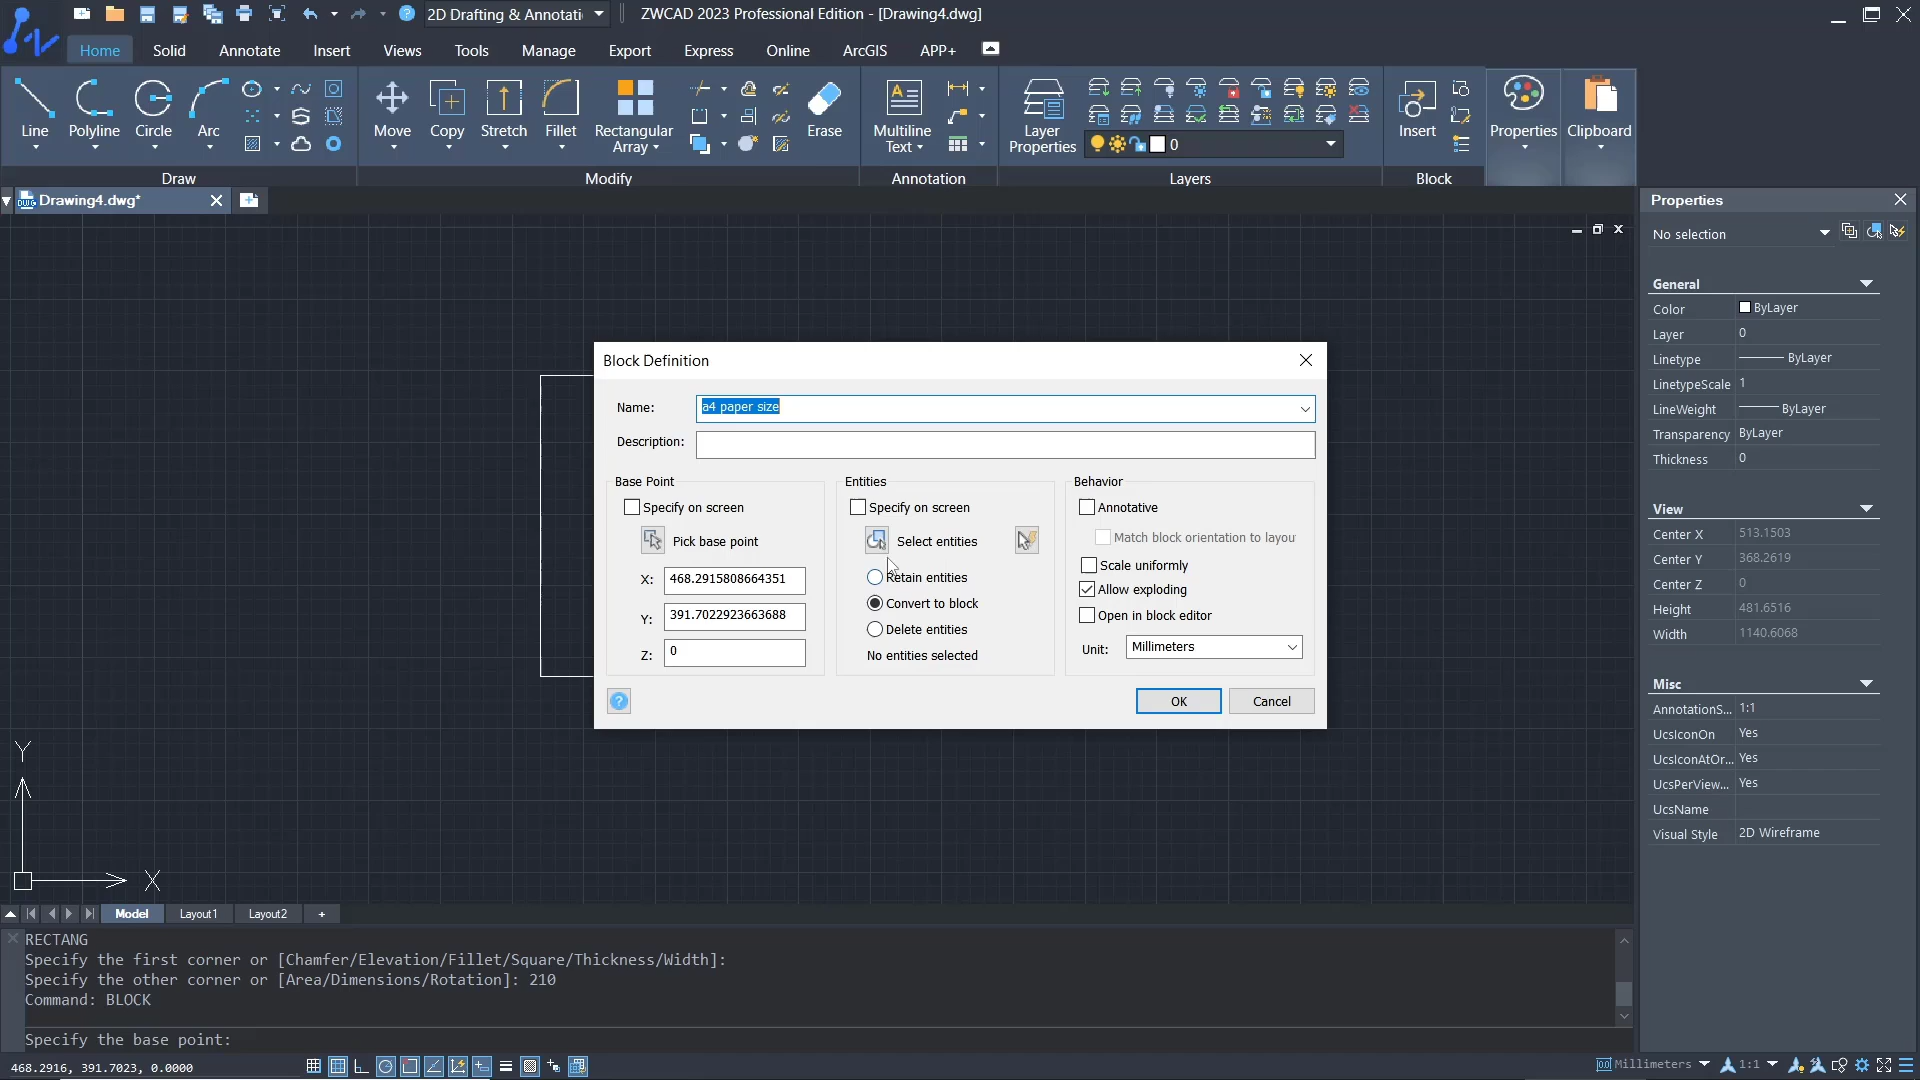 2D Drafting & Annotati
ZWCAD 2023 Professional Edition - [Drawing4.dwg]
Home Solid Annotate Insert Views Tools Manage Export Express Online ArcGIS APP+
Line Polyline Circle Arc
Move Copy Stretch Fillet Rectangular Array Erase
Multiline Text
Layer Properties
0
Insert Properties Clipboard
Draw Modify Annotation Layers Block
Drawing4.dwg*
Properties
No selection
General
Color ByLayer
Layer 0
Linetype ByLayer
LinetypeScale 1
LineWeight ByLayer
Transparency ByLayer
Thickness 0
View
Center X 513.1503
Center Y 368.2619
Center Z 0
Height 481.6516
Width 1140.6068
Misc
AnnotationS... 1:1
UcsIconOn Yes
UcsIconAtOr... Yes
UcsPerView... Yes
UcsName
Visual Style 2D Wireframe
Block Definition
Name: a4 paper size
Description:
Base Point
Specify on screen
Pick base point
X: 468.2915808664351
Y: 391.7022923663688
Z: 0
Entities
Specify on screen
Select entities
Retain entities
Convert to block
Delete entities
No entities selected
Behavior
Annotative
Match block orientation to layou
Scale uniformly
Allow exploding
Open in block editor
Unit: Millimeters
OK Cancel
Y
X
Model Layout1 Layout2 +
RECTANG
Specify the first corner or [Chamfer/Elevation/Fillet/Square/Thickness/Width]:
Specify the other corner or [Area/Dimensions/Rotation]: 210
Command: BLOCK
Specify the base point:
468.2916, 391.7023, 0.0000
Millimeters 1:1